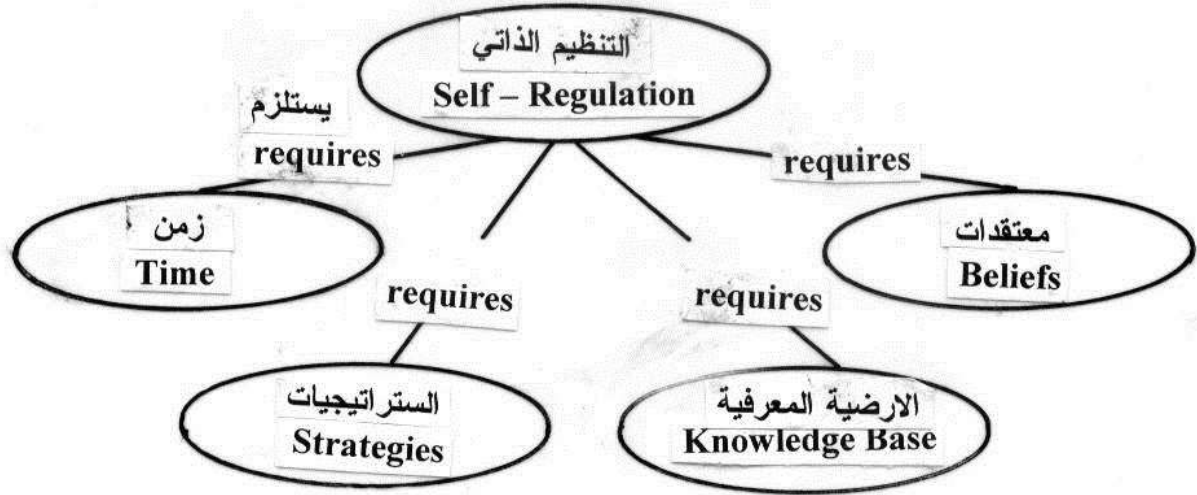 التنظيم الذاتي
Self – Regulation
يستلزم
requires
requires
زمن
Time
معتقدات
Beliefs
requires
requires
الستراتيجيات
Strategies
الارضية المعرفية
Knowledge Base